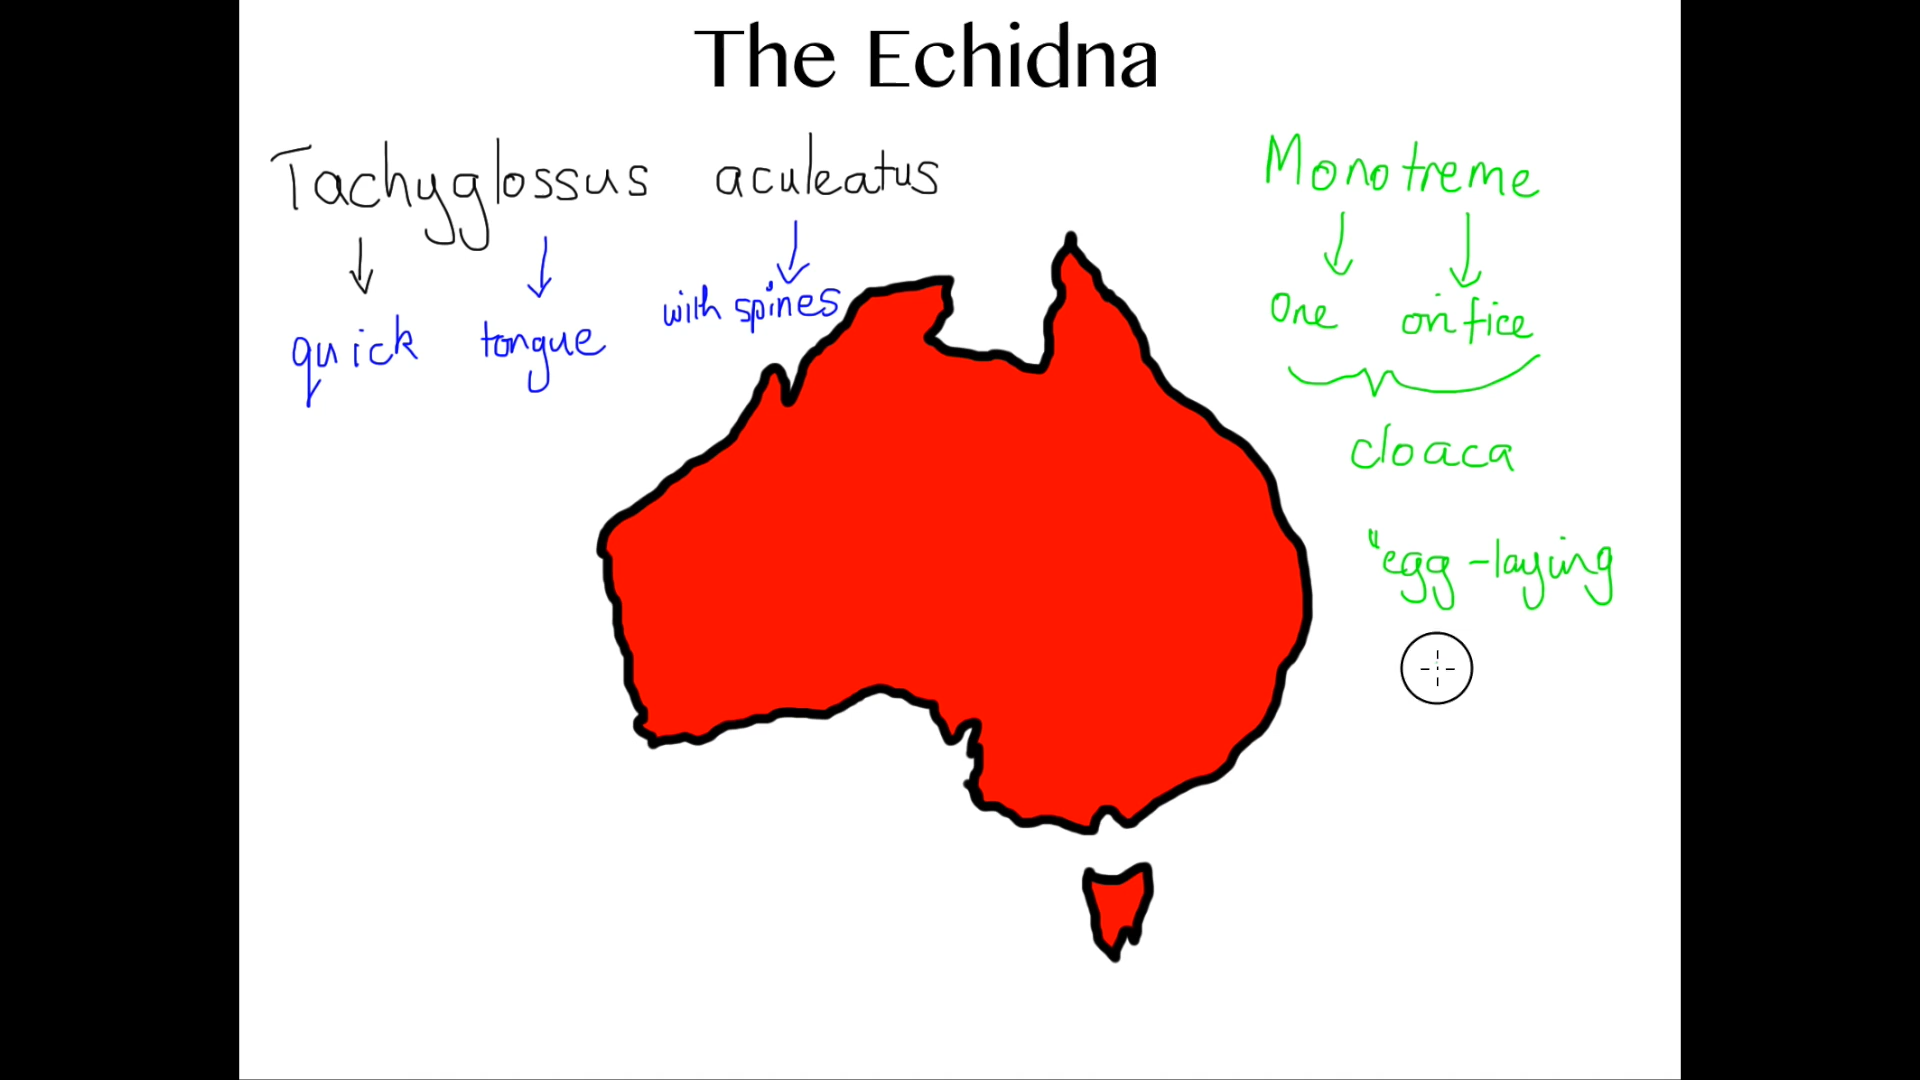 The Echidna
Tachyglossus aculeatus
quick tongue with spines
Monotreme
One orifice
cloaca
"egg-laying